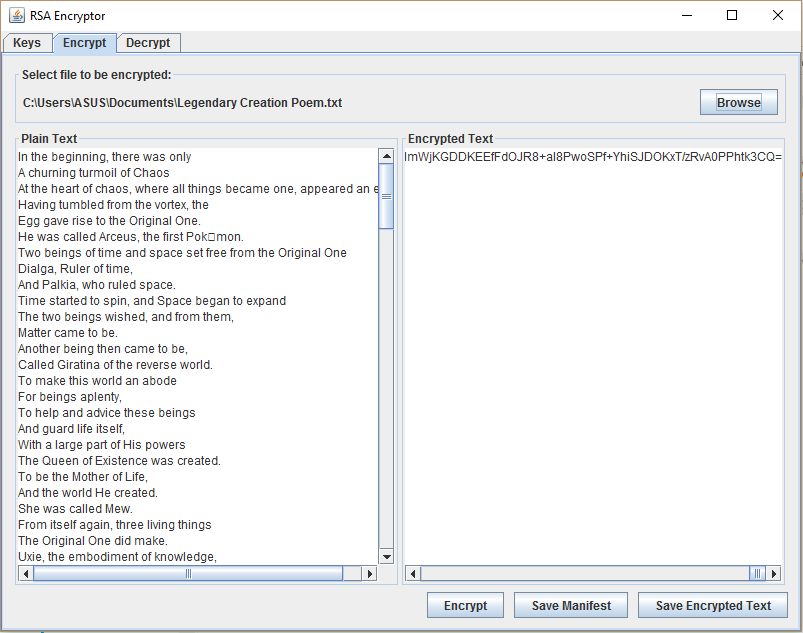 RSA Encryptor
Keys Encrypt Decrypt
Select file to be encrypted:
C:\Users\ASUS\Documents\Legendary Creation Poem.txt
Browse
Plain Text
In the beginning, there was only
A churning turmoil of Chaos
At the heart of chaos, where all things became one, appeared an e
Having tumbled from the vortex, the
Egg gave rise to the Original One.
He was called Arceus, the first Pok□mon.
Two beings of time and space set free from the Original One
Dialga, Ruler of time,
And Palkia, who ruled space.
Time started to spin, and Space began to expand
The two beings wished, and from them,
Matter came to be.
Another being then came to be,
Called Giratina of the reverse world.
To make this world an abode
For beings aplenty,
To help and advice these beings
And guard life itself,
With a large part of His powers
The Queen of Existence was created.
To be the Mother of Life,
And the world He created.
She was called Mew.
From itself again, three living things
The Original One did make.
Uxie, the embodiment of knowledge,
Encrypted Text
ImWjKGDDKEEfFdOJR8+aI8PwoSPf+YhiSJDOKxT/zRvA0PPhtk3CQ=
Encrypt
Save Manifest
Save Encrypted Text